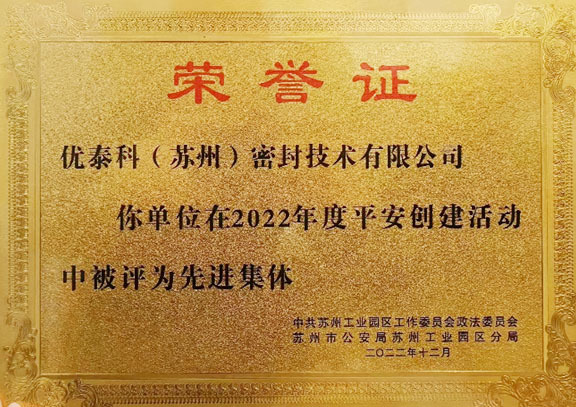 荣誉证
优泰科（苏州）密封技术有限公司
你单位在2022年度平安创建活动
中被评为先进集体
中共苏州工业园区工作委员会政法委员会
苏州市公安局苏州工业园区分局
二〇二二年十二月